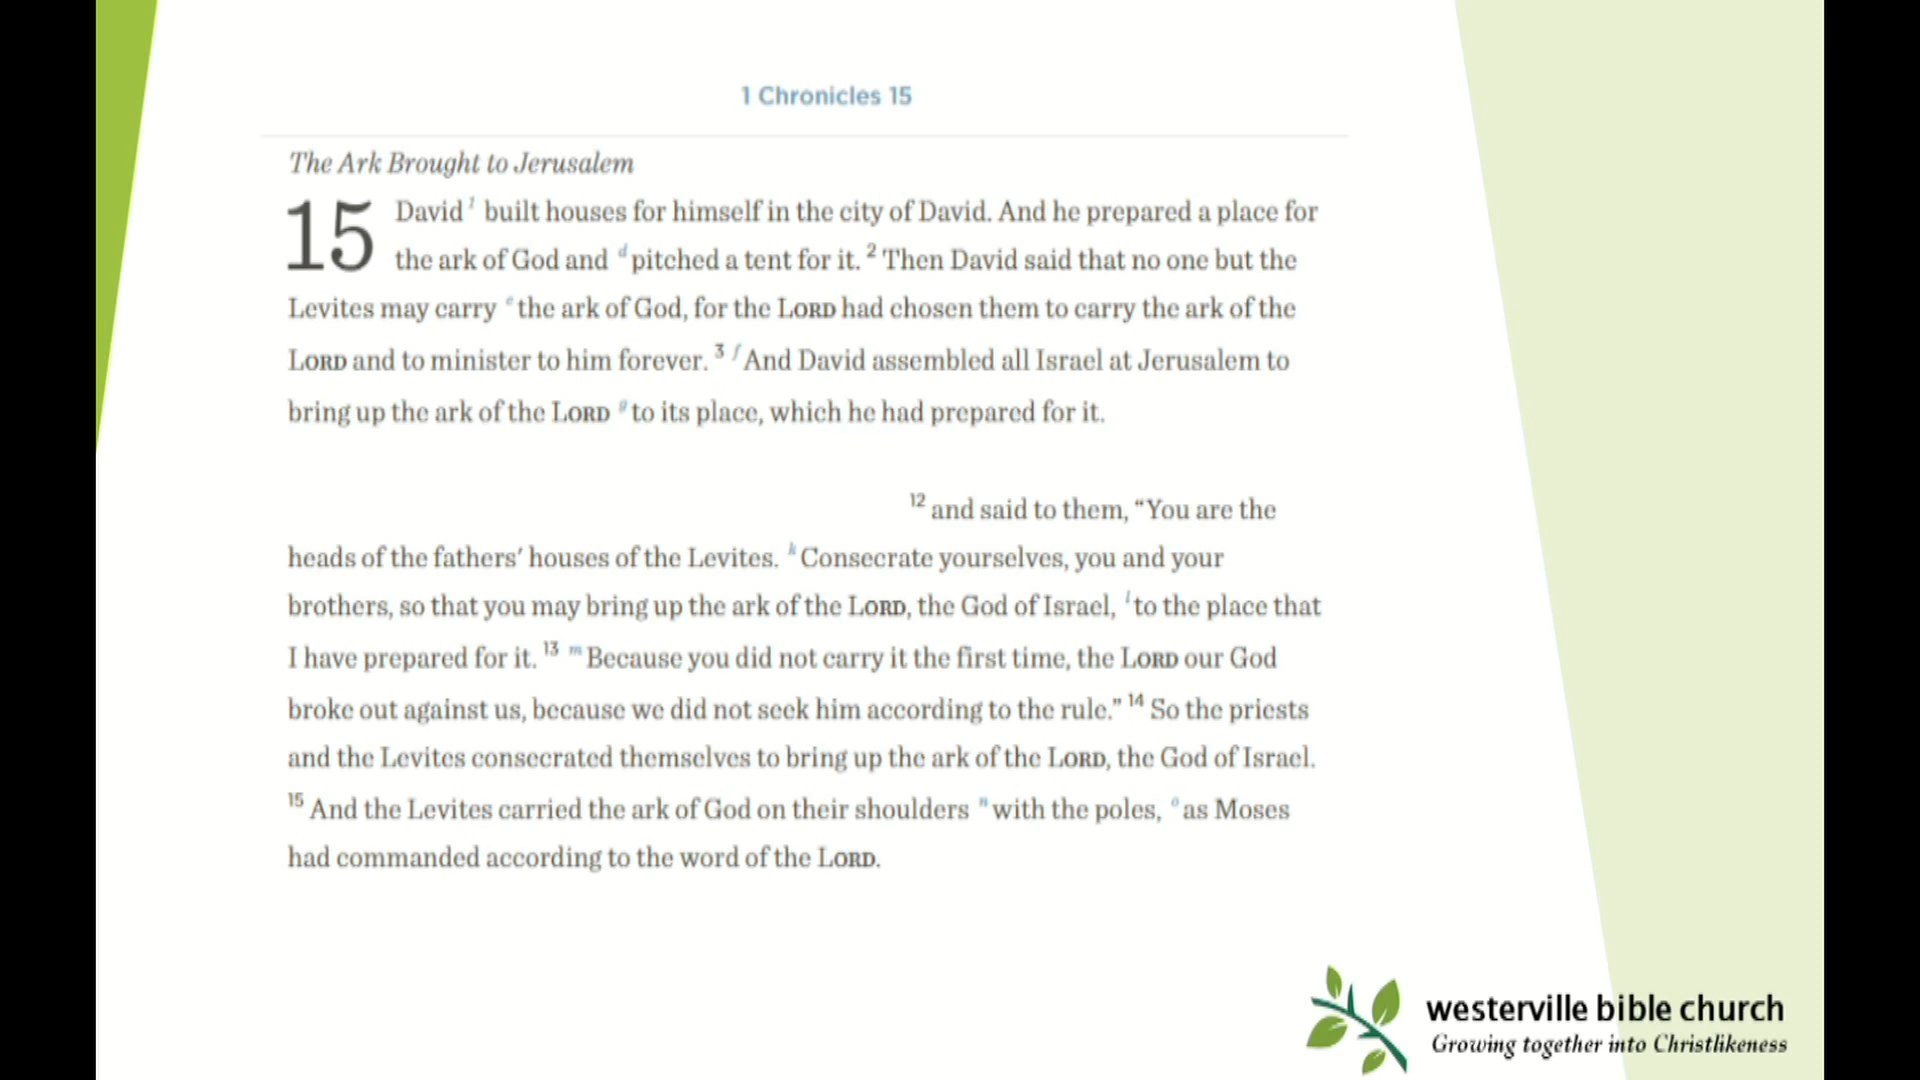 1 Chronicles 15
The Ark Brought to Jerusalem
15 David ¹ built houses for himself in the city of David. And he prepared a place for
the ark of God and ᵈ pitched a tent for it. ² Then David said that no one but the
Levites may carry ᵉ the ark of God, for the LORD had chosen them to carry the ark of the
LORD and to minister to him forever. ³ ᶠ And David assembled all Israel at Jerusalem to
bring up the ark of the LORD ᵍ to its place, which he had prepared for it.
¹² and said to them, “You are the
heads of the fathers’ houses of the Levites. ᵏ Consecrate yourselves, you and your
brothers, so that you may bring up the ark of the LORD, the God of Israel, ˡ to the place that
I have prepared for it. ¹³ ᵐ Because you did not carry it the first time, the LORD our God
broke out against us, because we did not seek him according to the rule.” ¹⁴ So the priests
and the Levites consecrated themselves to bring up the ark of the LORD, the God of Israel.
¹⁵ And the Levites carried the ark of God on their shoulders ⁿ with the poles, ᵒ as Moses
had commanded according to the word of the LORD.
westerville bible church
Growing together into Christlikeness